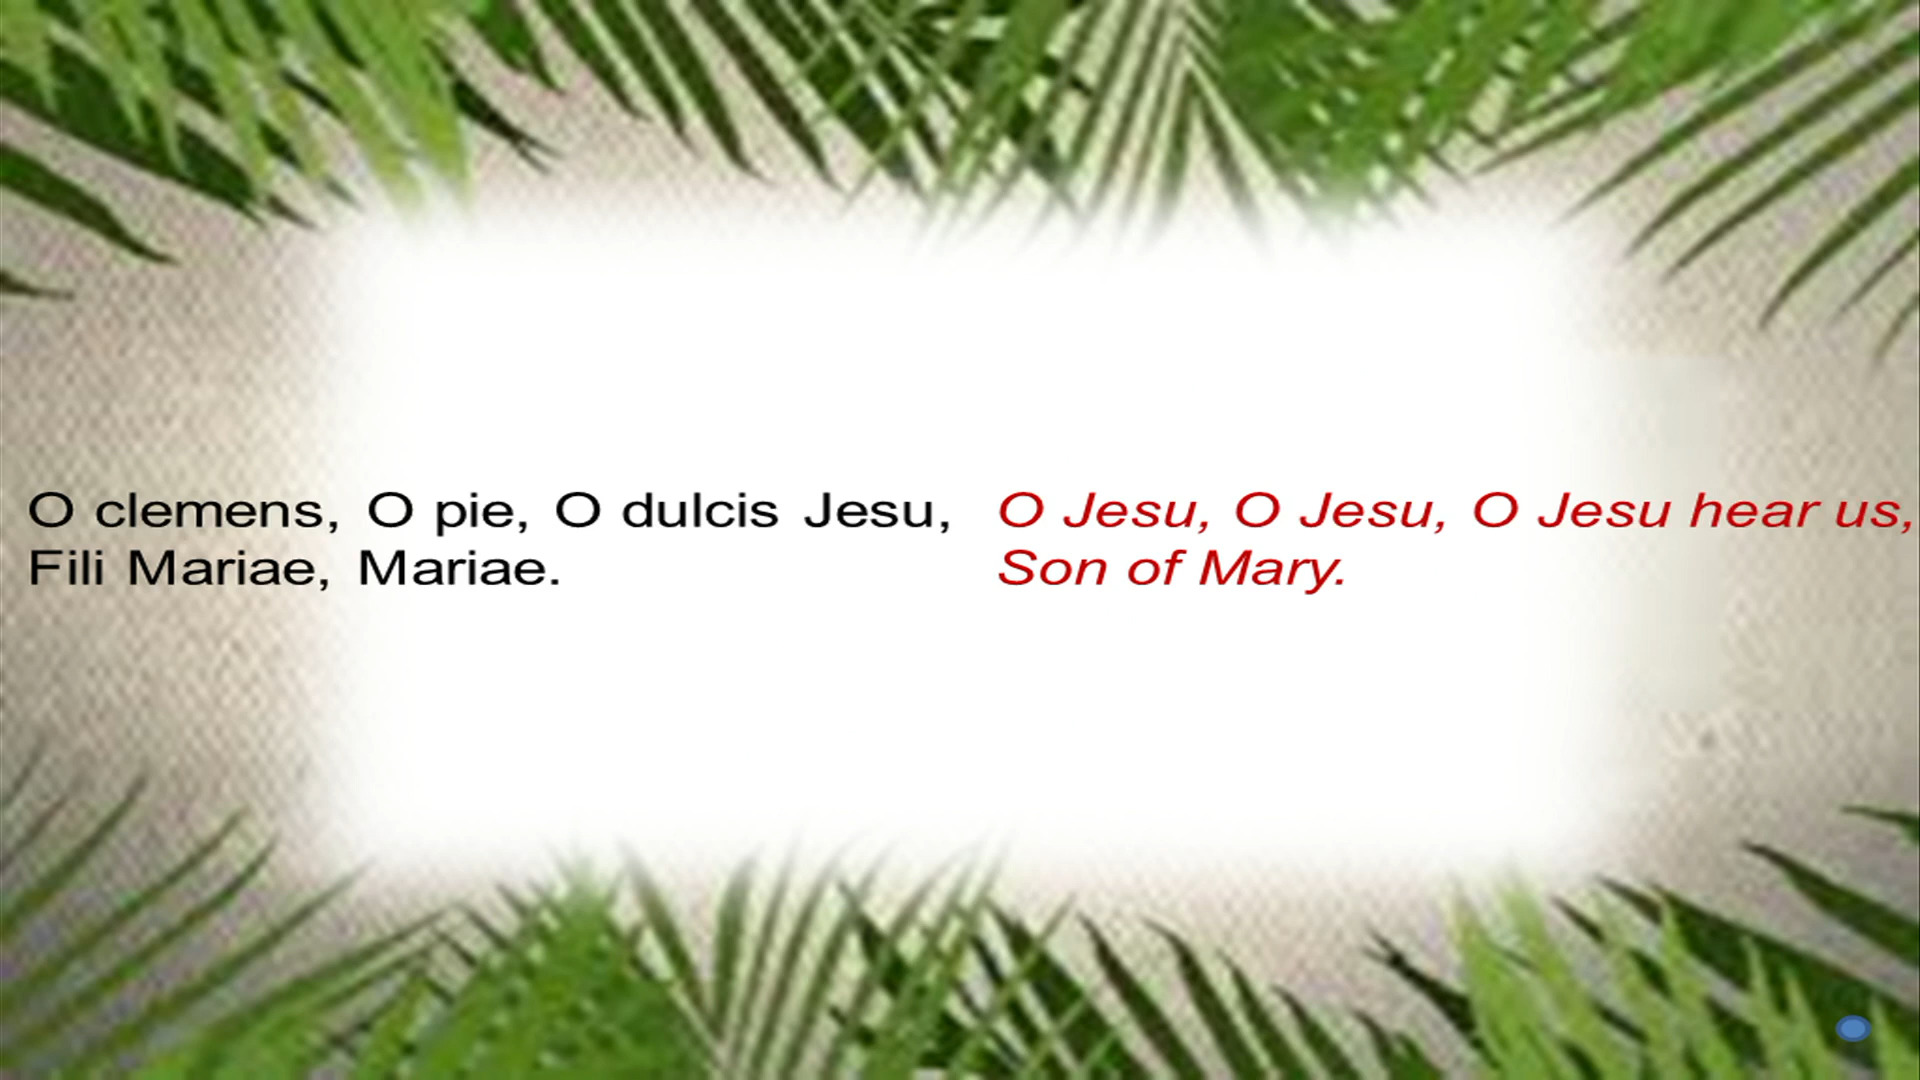 O clemens, O pie, O dulcis Jesu,
Fili Mariae, Mariae.
O Jesu, O Jesu, O Jesu hear us,
Son of Mary.